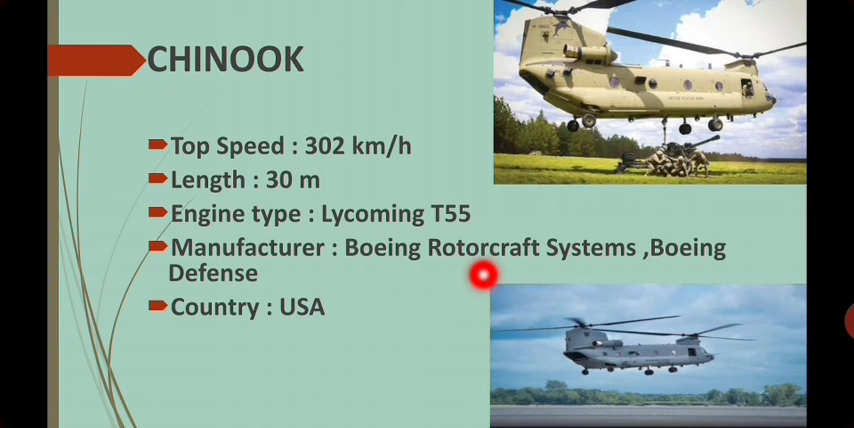 CHINOOK
Top Speed : 302 km/h
Length : 30 m
Engine type : Lycoming T55
Manufacturer : Boeing Rotorcraft Systems ,Boeing
Defense
Country : USA